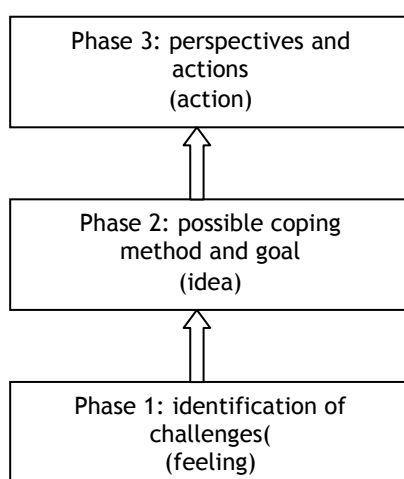 Phase 3: perspectives and
actions
(action)
Phase 2: possible coping
method and goal
(idea)
Phase 1: identification of
challenges(
(feeling)